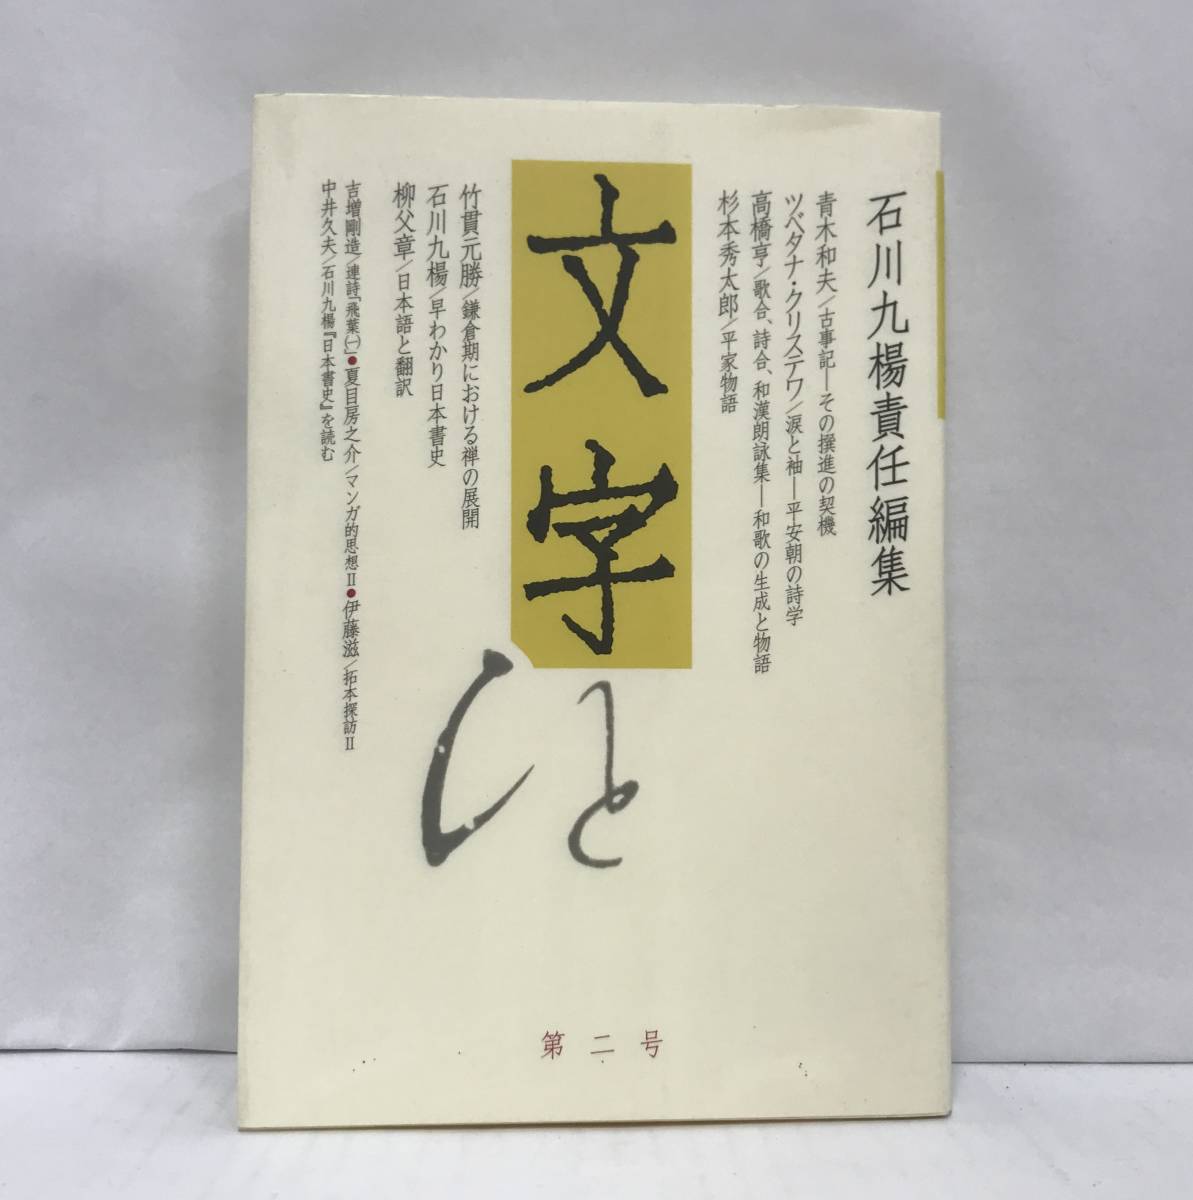 石川九楊責任編集
青木和夫/古事記―その撰進の契機
ツベタナ・クリステワ/涙と袖―平安朝の詩学
高橋亨/歌合、詩合、和漢朗詠集―和歌の生成と物語
杉本秀太郎/平家物語
文字
と
竹貫元勝/鎌倉期における禅の展開
石川九楊/早わかり日本書史
柳父章/日本語と翻訳
吉増剛造/連詩「飛葉(一)」●夏目房之介/マンガ的思想Ⅱ●伊藤滋/拓本探訪Ⅱ
中井久夫/石川九楊『日本書史』を読む
第二号